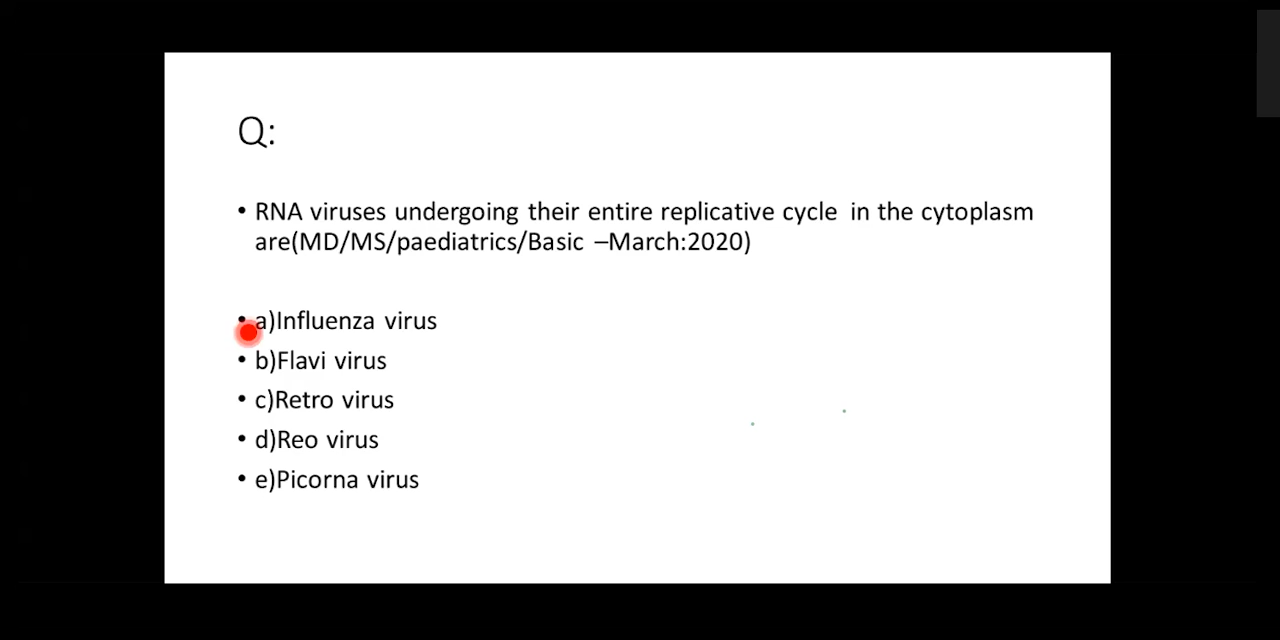 Q:
• RNA viruses undergoing their entire replicative cycle in the cytoplasm
are(MD/MS/paediatrics/Basic –March:2020)
• a)Influenza virus
• b)Flavi virus
• c)Retro virus
• d)Reo virus
• e)Picorna virus